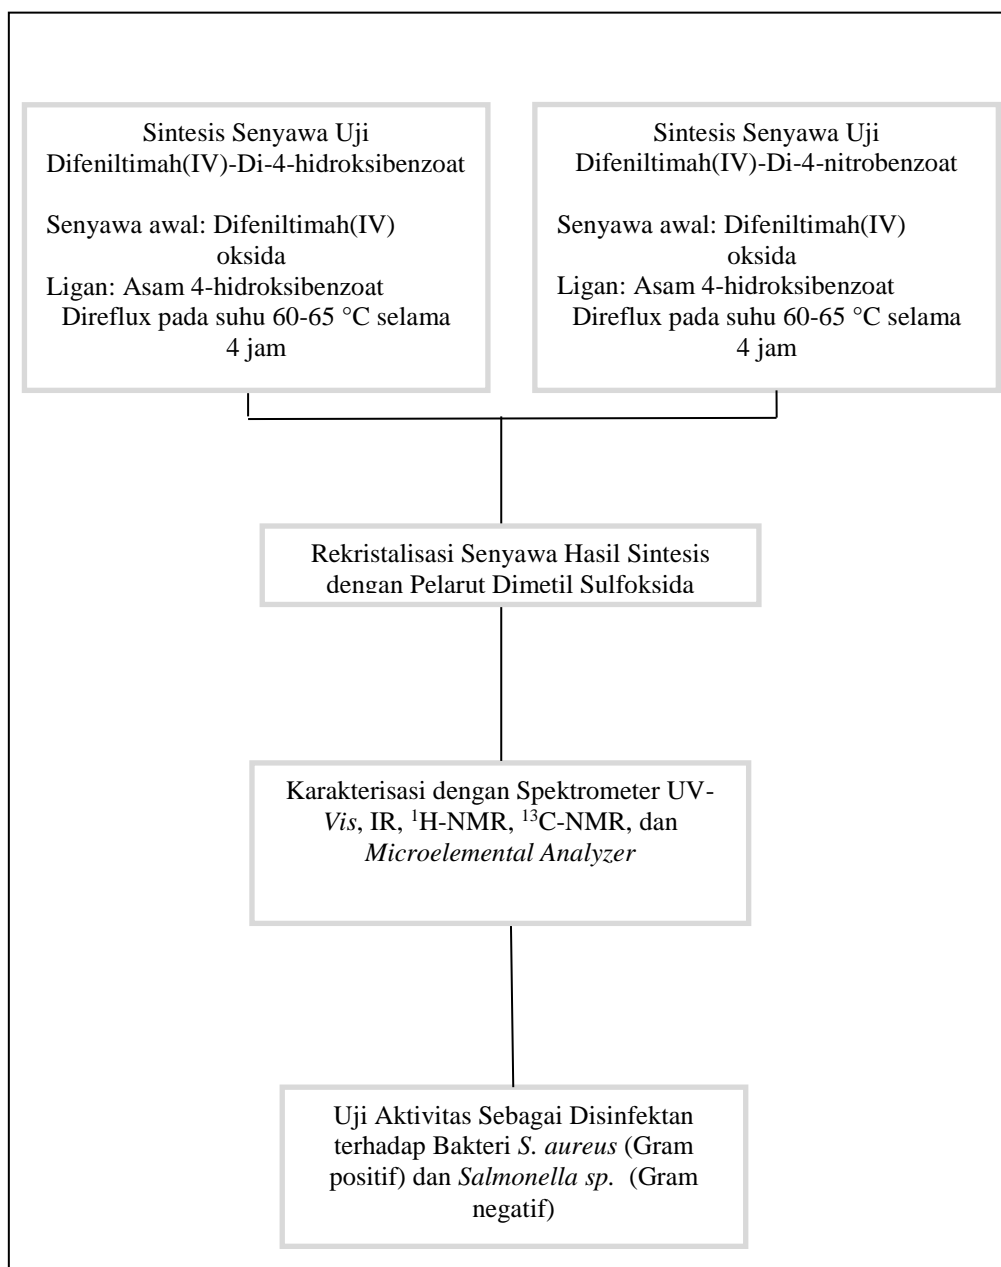 Sintesis Senyawa Uji
Difeniltimah(IV)-Di-4-hidroksibenzoat
Senyawa awal: Difeniltimah(IV)
oksida
Ligan: Asam 4-hidroksibenzoat
Direflux pada suhu 60-65 °C selama
4 jam
Sintesis Senyawa Uji
Difeniltimah(IV)-Di-4-nitrobenzoat
Senyawa awal: Difeniltimah(IV)
oksida
Ligan: Asam 4-hidroksibenzoat
Direflux pada suhu 60-65 °C selama
4 jam
Rekristalisasi Senyawa Hasil Sintesis
dengan Pelarut Dimetil Sulfoksida
Karakterisasi dengan Spektrometer UV-
Vis, IR, ¹H-NMR, ¹³C-NMR, dan
Microelemental Analyzer
Uji Aktivitas Sebagai Disinfektan
terhadap Bakteri S. aureus (Gram
positif) dan Salmonella sp. (Gram
negatif)